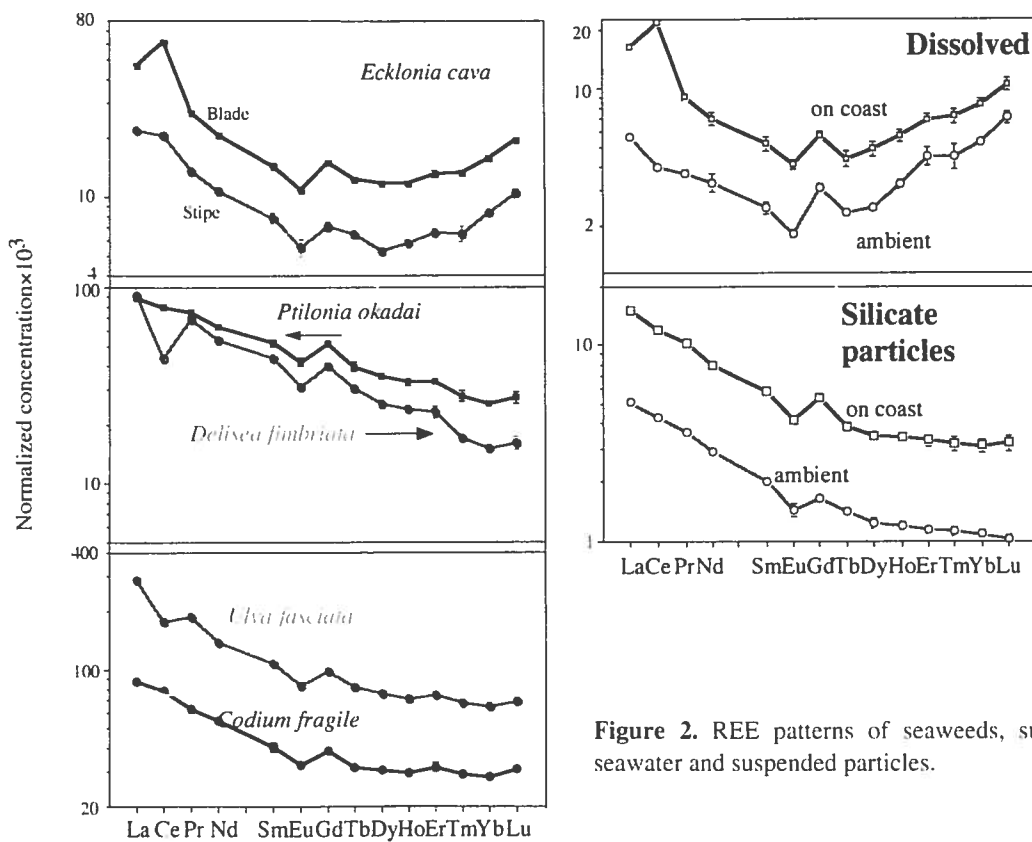 Normalized concentration×10³
80
10
4
Ecklonia cava
Blade
Stipe
100
10
Ptilonia okadai
Delisea fimbriata
400
100
20
Ulva fasciata
Codium fragile
La Ce Pr Nd Sm Eu Gd Tb Dy Ho Er Tm Yb Lu
20
10
2
Dissolved
on coast
ambient
10
1
Silicate
particles
on coast
ambient
La Ce Pr Nd Sm Eu Gd Tb Dy Ho Er Tm Yb Lu
Figure 2. REE patterns of seaweeds,
seawater and suspended particles.